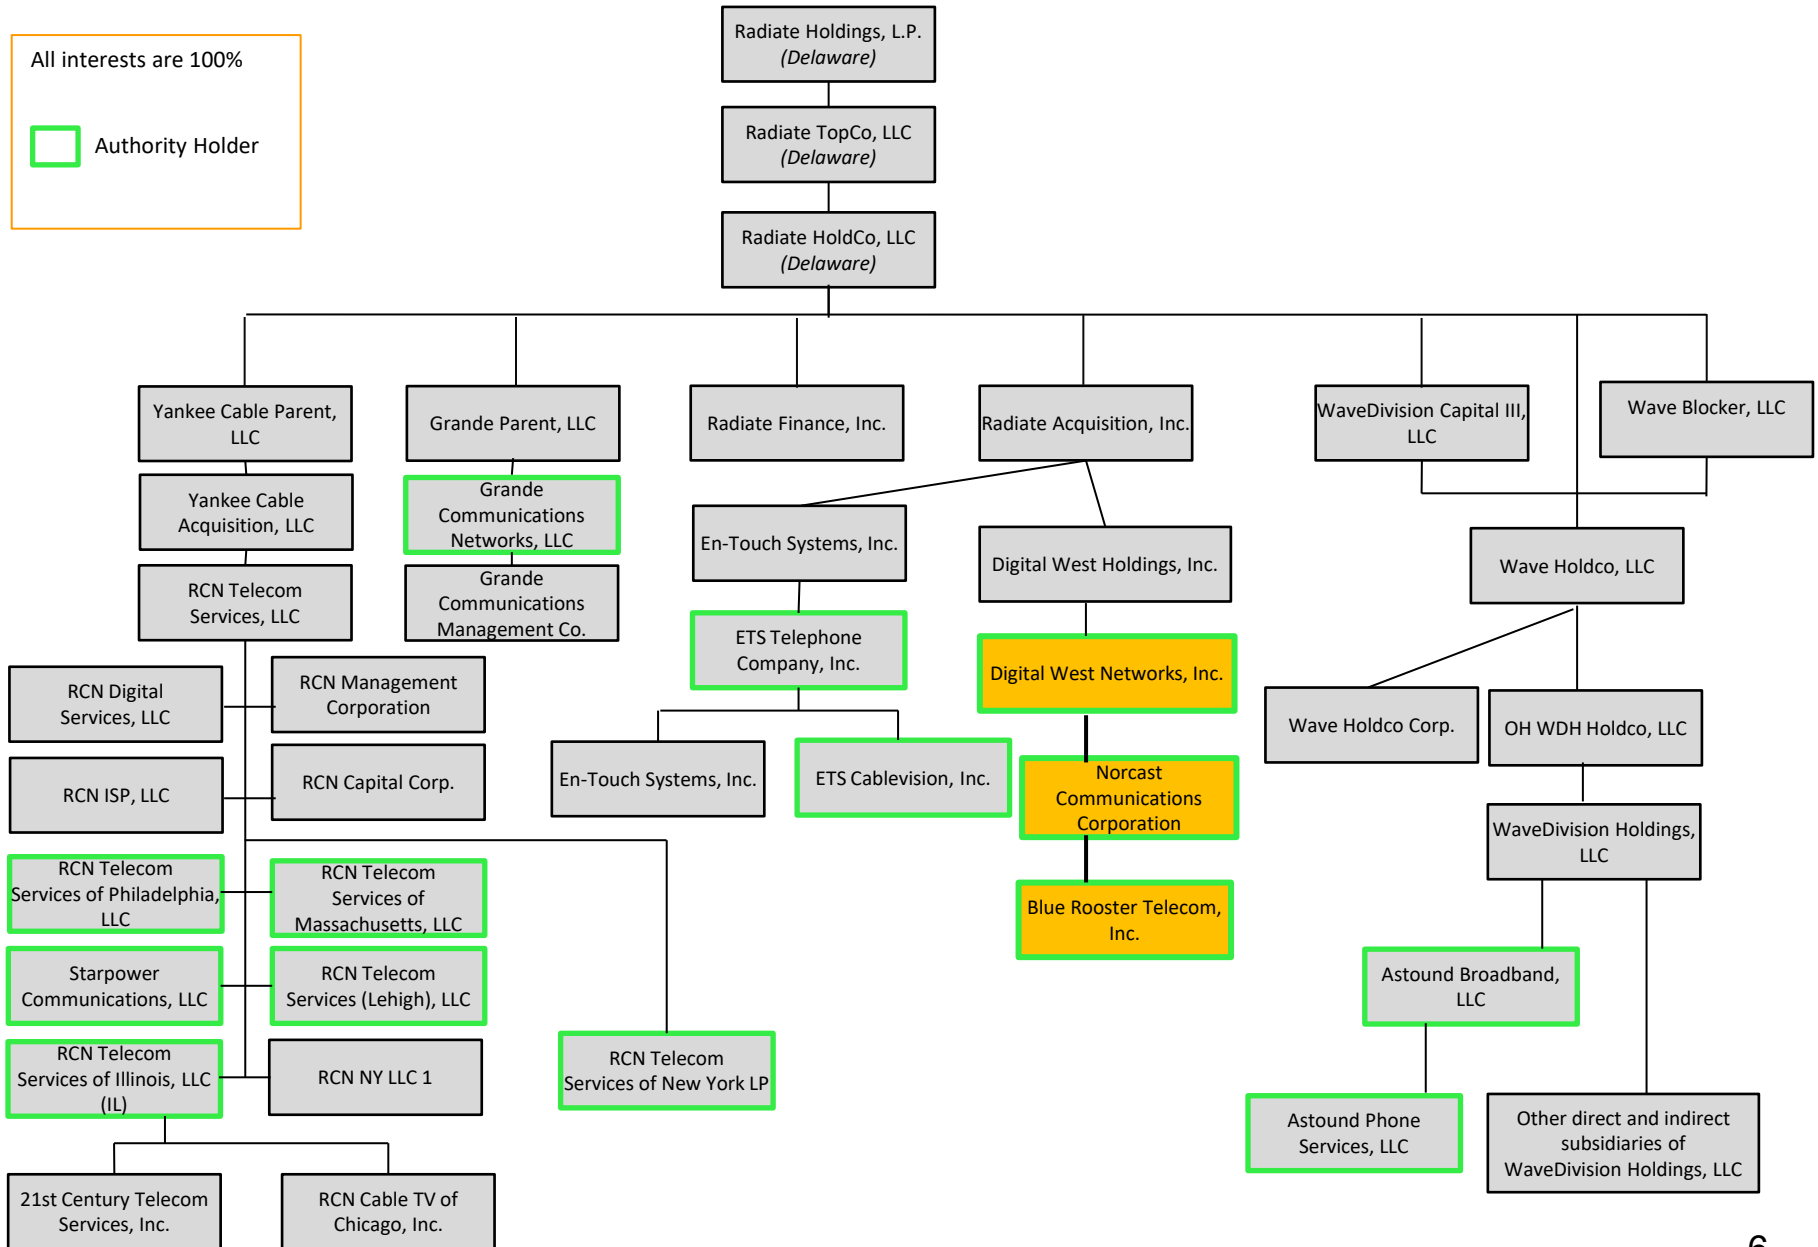 All interests are 100%
Authority Holder
Radiate Holdings, L.P.
(Delaware)
Radiate TopCo, LLC
(Delaware)
Radiate HoldCo, LLC
(Delaware)
Yankee Cable Parent,
LLC
Grande Parent, LLC
Radiate Finance, Inc.
Radiate Acquisition, Inc.
WaveDivision Capital III,
LLC
Wave Blocker, LLC
Yankee Cable
Acquisition, LLC
Grande
Communications
Networks, LLC
En-Touch Systems, Inc.
Digital West Holdings, Inc.
Wave Holdco, LLC
RCN Telecom
Services, LLC
Grande
Communications
Management Co.
ETS Telephone
Company, Inc.
Digital West Networks, Inc.
RCN Digital
Services, LLC
RCN Management
Corporation
Wave Holdco Corp.
OH WDH Holdco, LLC
RCN ISP, LLC
RCN Capital Corp.
En-Touch Systems, Inc.
ETS Cablevision, Inc.
Norcast
Communications
Corporation
WaveDivision Holdings,
LLC
RCN Telecom
Services of Philadelphia,
LLC
RCN Telecom
Services of
Massachusetts, LLC
Blue Rooster Telecom,
Inc.
Starpower
Communications, LLC
RCN Telecom
Services (Lehigh), LLC
Astound Broadband,
LLC
RCN Telecom
Services of Illinois, LLC
(IL)
RCN NY LLC 1
RCN Telecom
Services of New York LP
Astound Phone
Services, LLC
Other direct and indirect
subsidiaries of
WaveDivision Holdings, LLC
21st Century Telecom
Services, Inc.
RCN Cable TV of
Chicago, Inc.
6